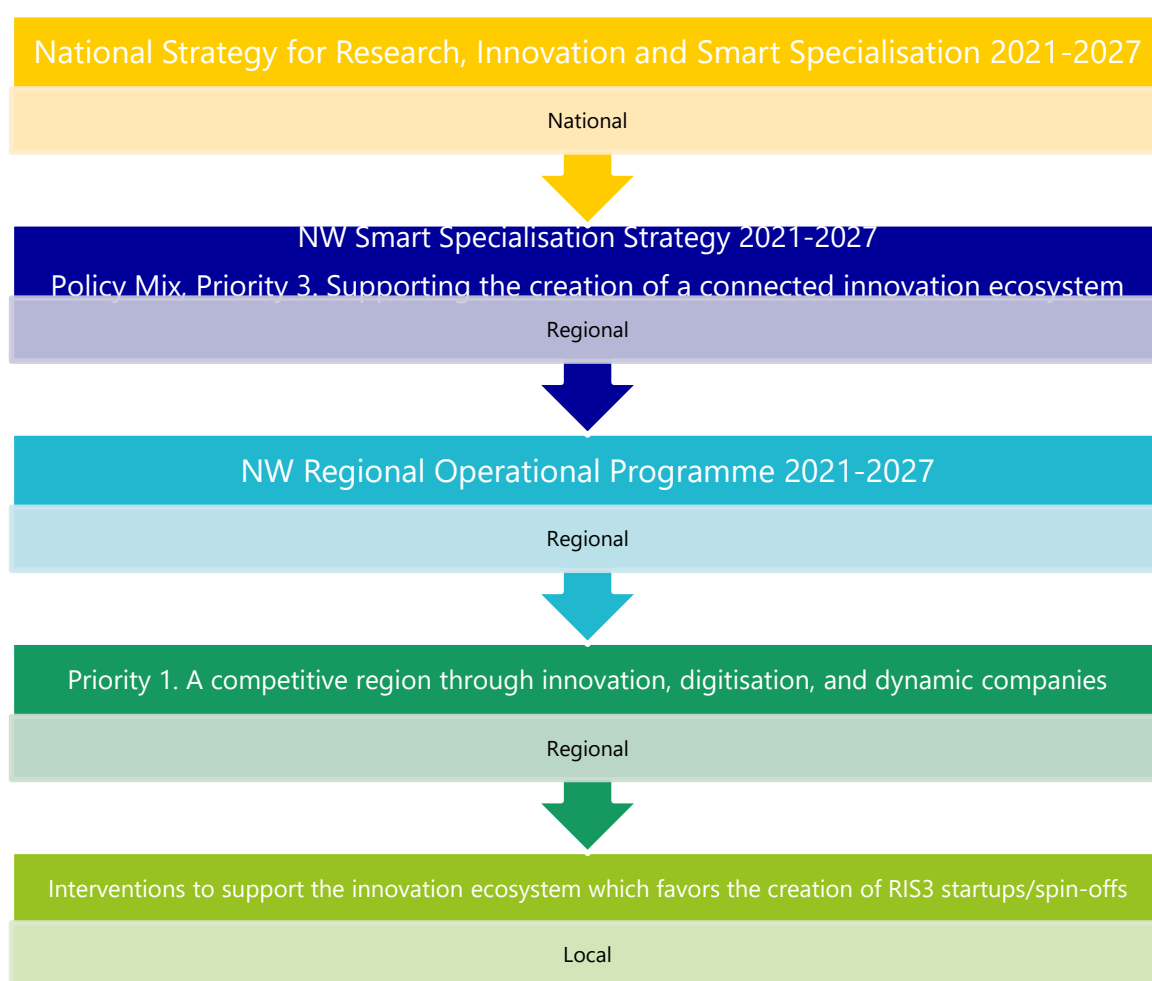 National Strategy for Research, Innovation and Smart Specialisation 2021-2027
National
NW Smart Specialisation Strategy 2021-2027
Policy Mix, Priority 3. Supporting the creation of a connected innovation ecosystem
Regional
NW Regional Operational Programme 2021-2027
Regional
Priority 1. A competitive region through innovation, digitisation, and dynamic companies
Regional
Interventions to support the innovation ecosystem which favors the creation of RIS3 startups/spin-offs
Local